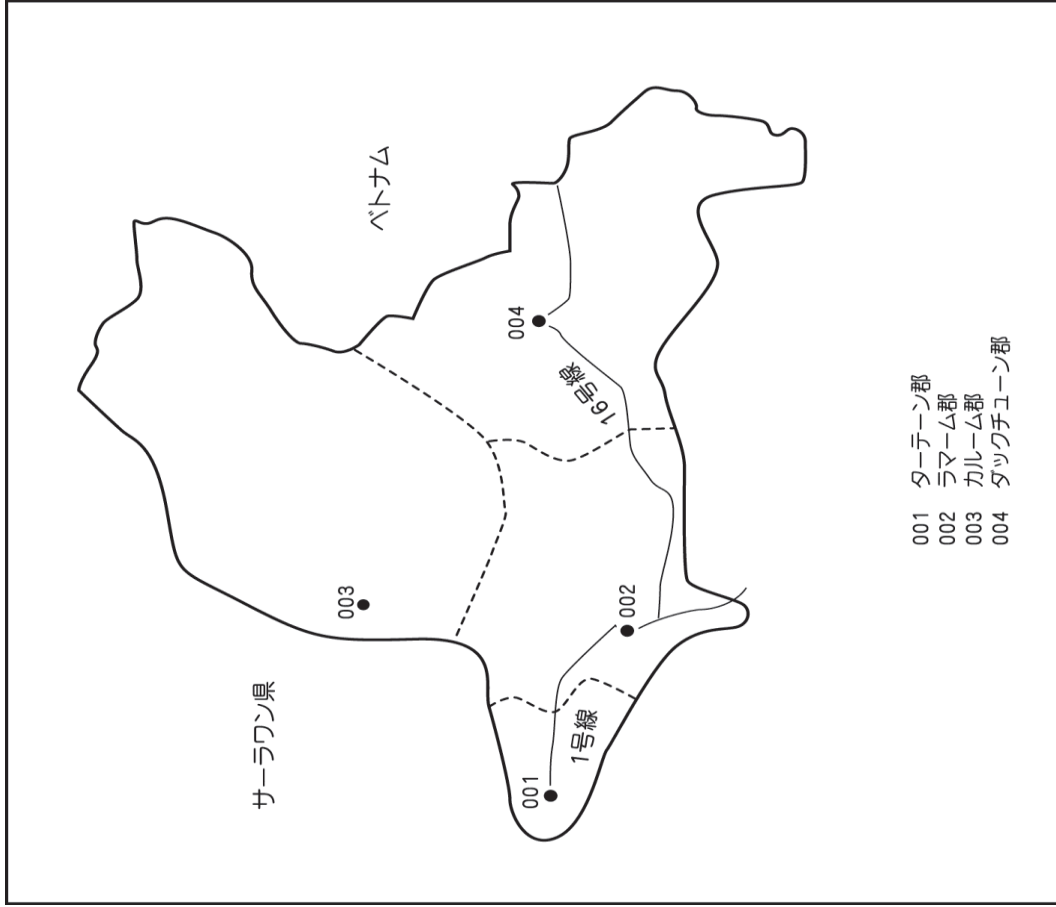 サーラワン県
ベトナム
003
004
16号線
001
002
1号線
001 ターテーン郡
002 ラマーム郡
003 カルーム郡
004 ダックチューン郡